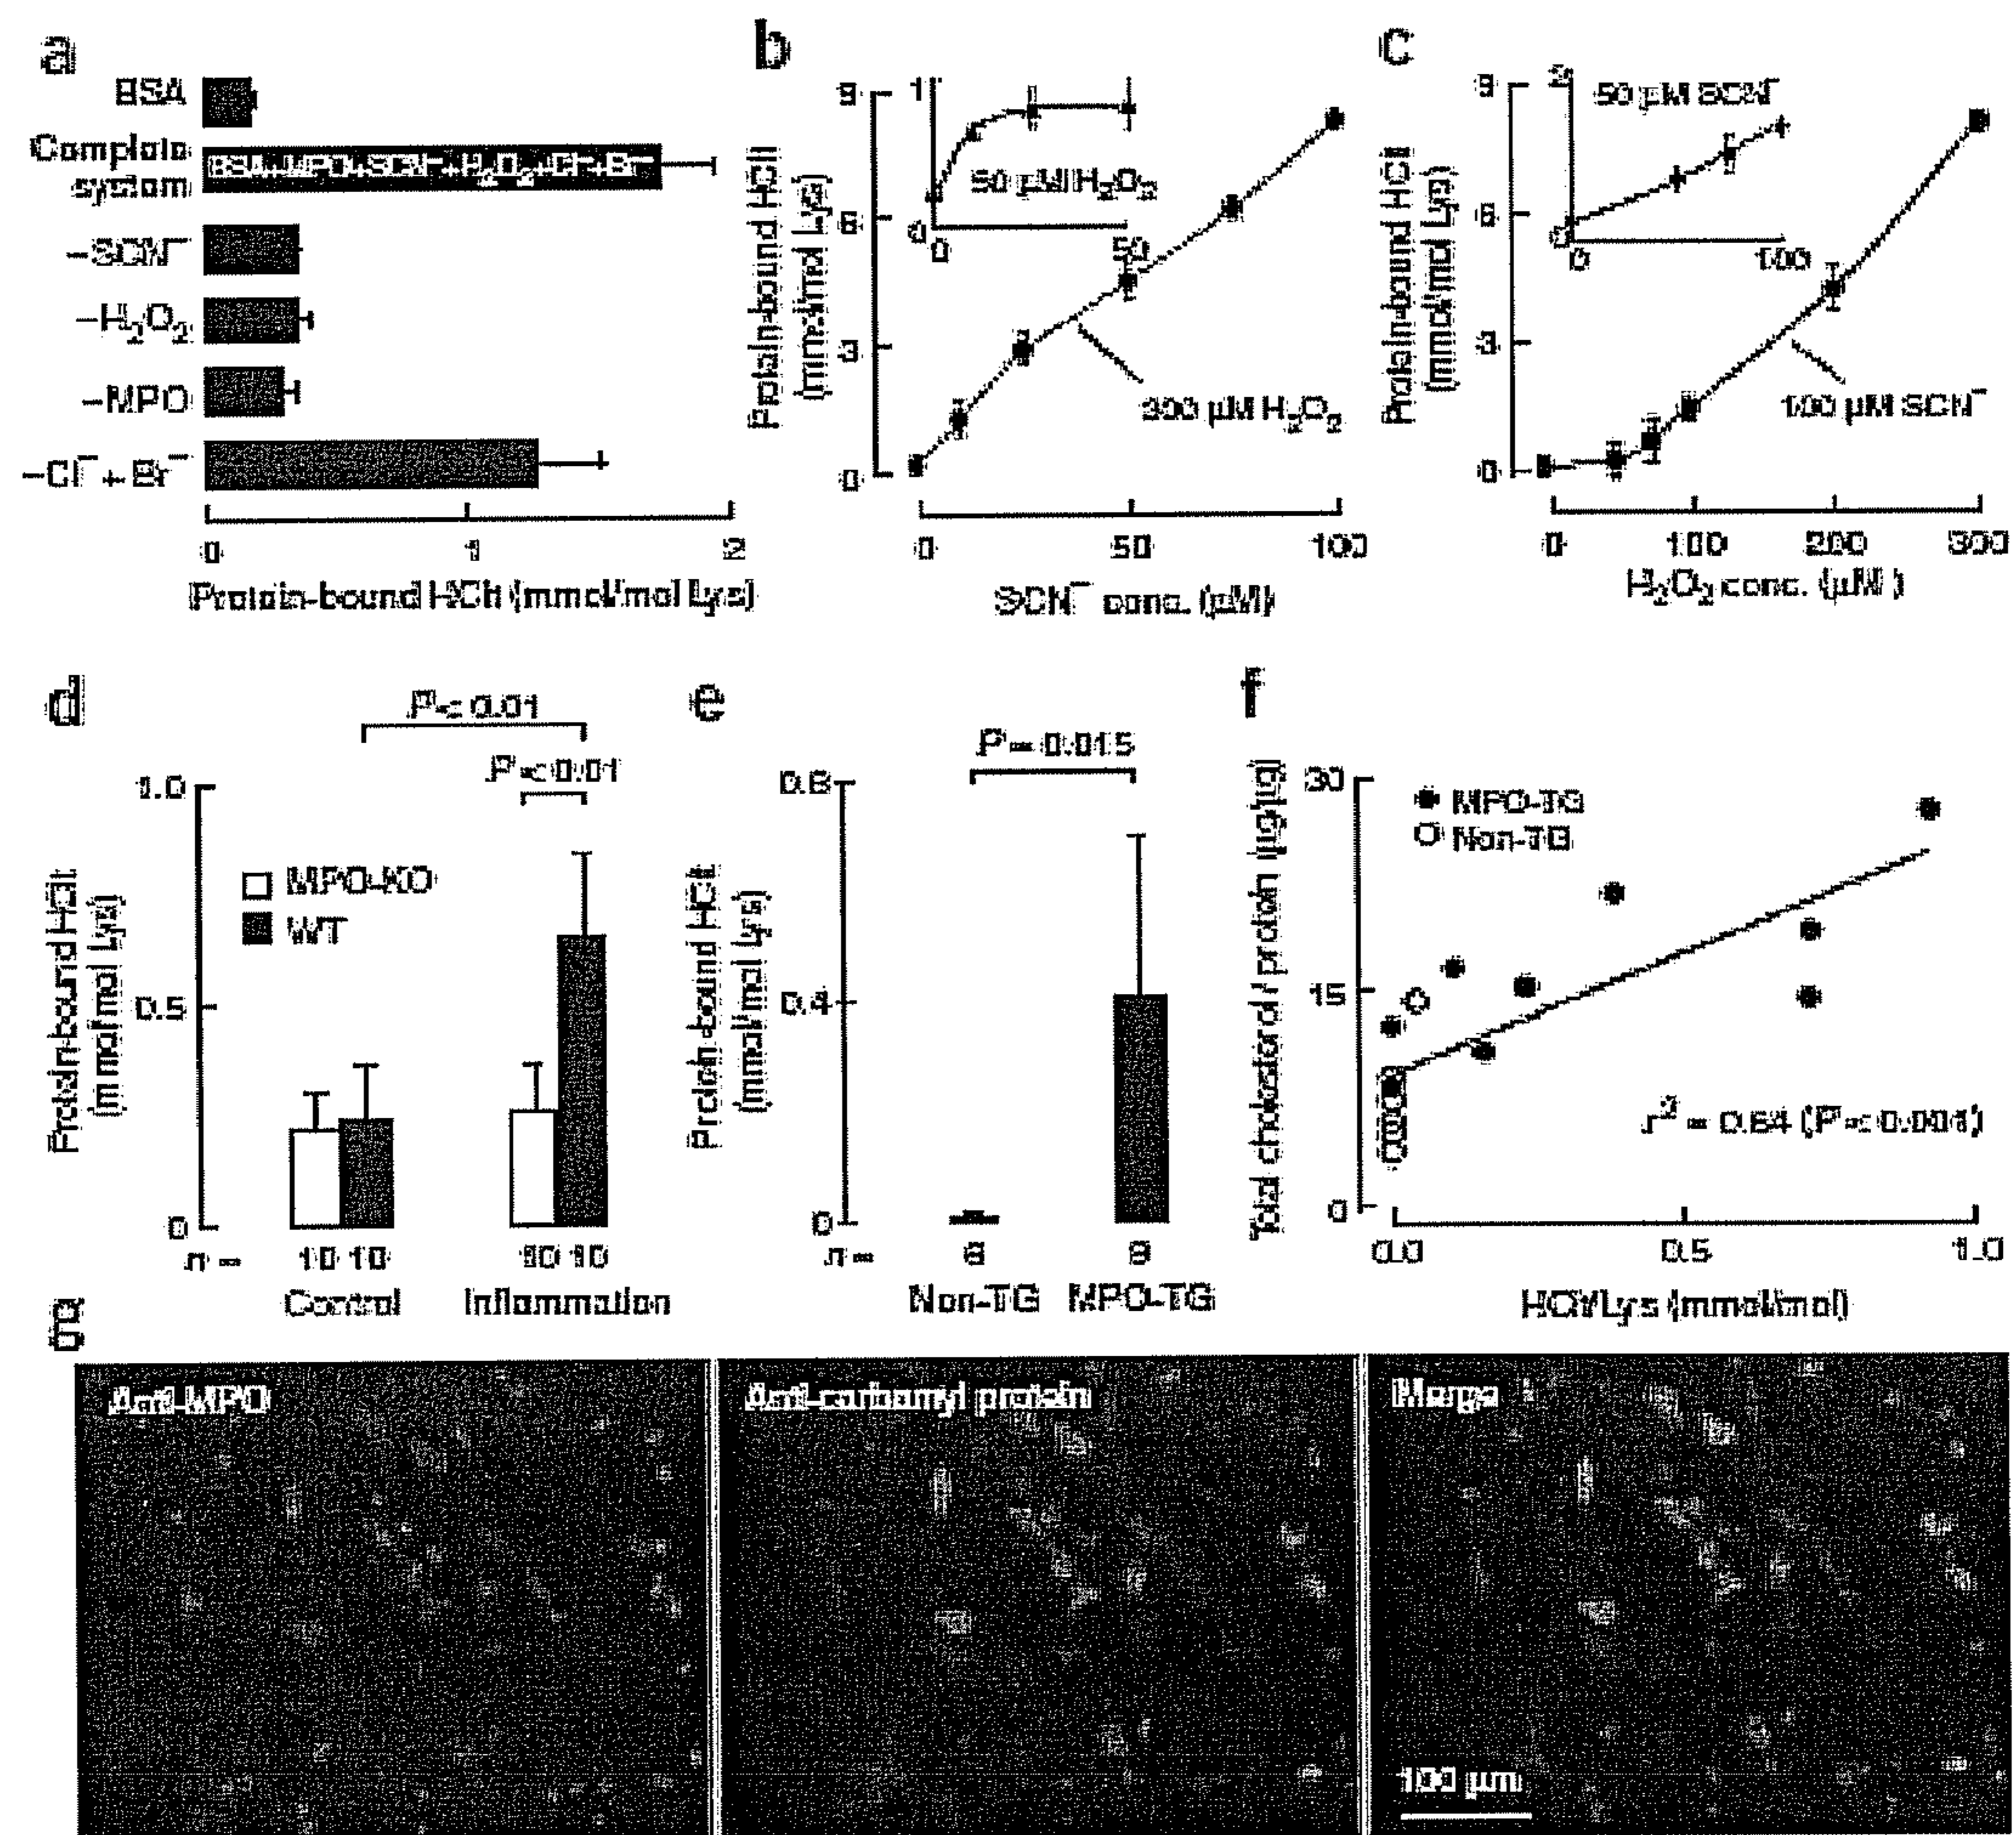 a
BSA
Complete system
BSA+MPO+SCN⁻+H₂O₂+Cl⁻+Br⁻
−SCN⁻
−H₂O₂
−MPO
−Cl⁻ + Br⁻
0 1 2
Protein-bound HCit (mmol/mol Lys)
b
Protein-bound HCit
(mmol/mol Lys)
9
6
3
0
1
0
0 50
50 µM H₂O₂
300 µM H₂O₂
0 50 100
SCN⁻ conc. (µM)
c
Protein-bound HCit
(mmol/mol Lys)
9
6
3
0
2
0
0 100
50 µM SCN⁻
100 µM SCN⁻
0 100 200 300
H₂O₂ conc. (µM)
d
P < 0.01
P < 0.01
Protein-bound HCit
(mmol/mol Lys)
1.0
0.5
0
MPO-KO
WT
n = 10 10 10 10
Control Inflammation
e
P = 0.015
Protein-bound HCit
(mmol/mol Lys)
0.8
0.4
0
n = 8
Non-TG MPO-TG
f
Total cholesterol / protein (µg/µg)
30
15
0
MPO-TG
Non-TG
r² = 0.64 (P < 0.001)
0.0 0.5 1.0
HCit/Lys (mmol/mol)
g
Anti-MPO
Anti-carbamyl protein
Merge
100 µm